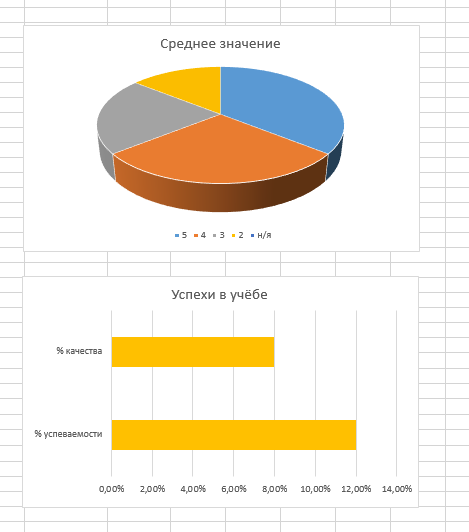 Среднее значение
5 4 3 2 н/я
Успехи в учёбе
% качества
% успеваемости
0,00% 2,00% 4,00% 6,00% 8,00% 10,00% 12,00% 14,00%